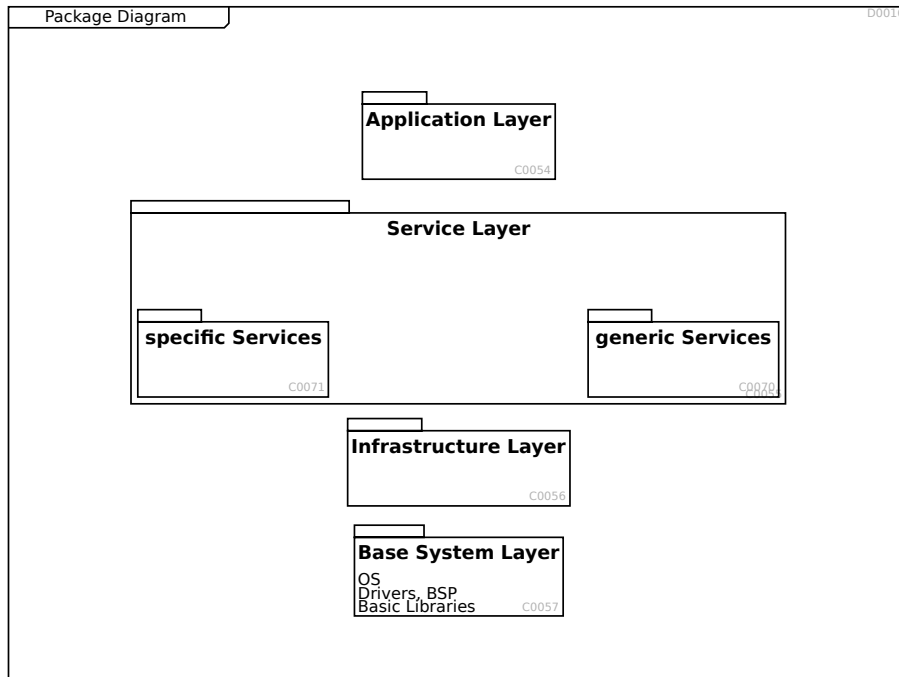 Package Diagram
Application Layer
C0054
Service Layer
specific Services
C0071
generic Services
C0070
Infrastructure Layer
C0056
Base System Layer
OS
Drivers, BSP
Basic Libraries
C0057